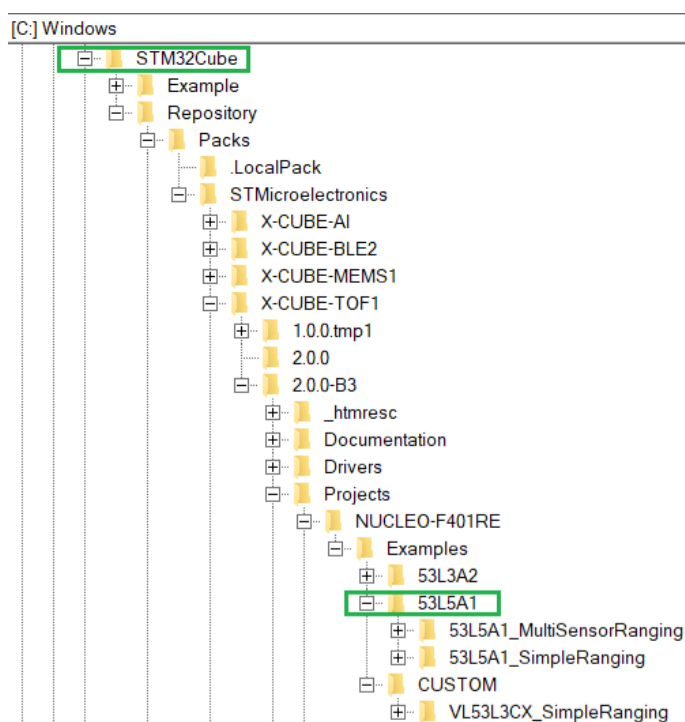 [C:] Windows
STM32Cube
Example
Repository
Packs
.LocalPack
STMicroelectronics
X-CUBE-AI
X-CUBE-BLE2
X-CUBE-MEMS1
X-CUBE-TOF1
1.0.0.tmp1
2.0.0
2.0.0-B3
_htmresc
Documentation
Drivers
Projects
NUCLEO-F401RE
Examples
53L3A2
53L5A1
53L5A1_MultiSensorRanging
53L5A1_SimpleRanging
CUSTOM
VL53L3CX_SimpleRanging